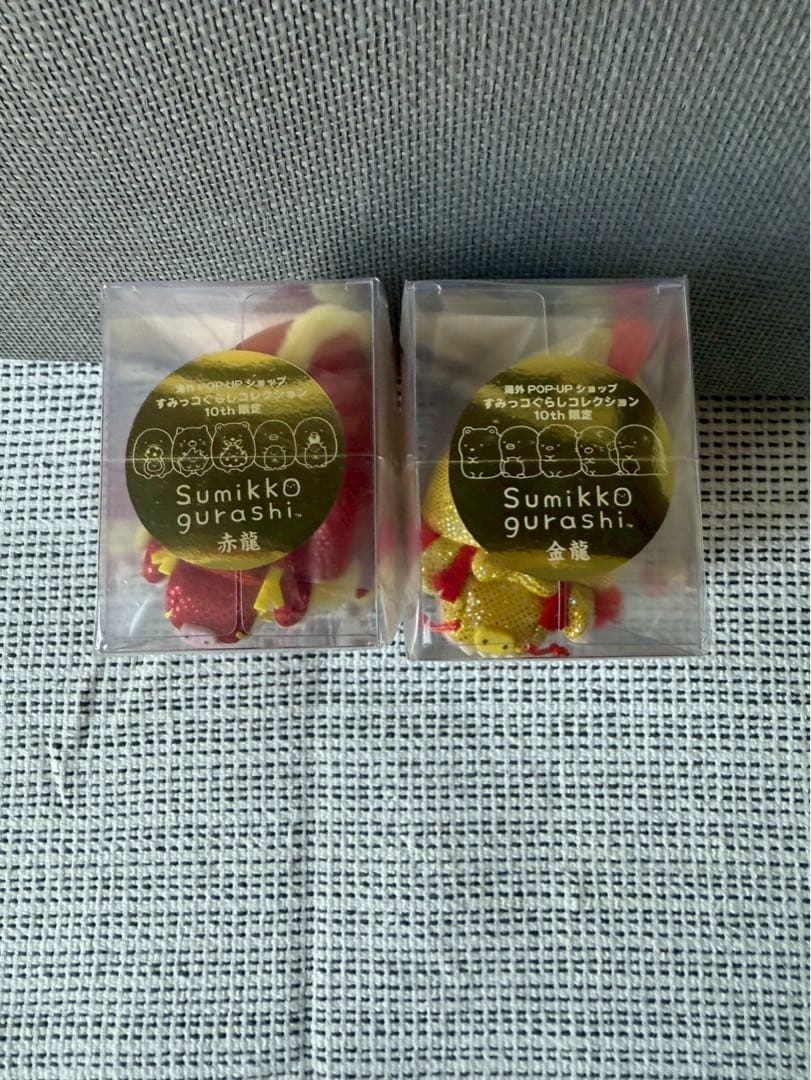 海外 POP-UP ショップ
すみっコぐらしコレクション
10th 限定
Sumikko
gurashi™
赤龍
海外 POP-UP ショップ
すみっコぐらしコレクション
10th 限定
Sumikko
gurashi™
金龍